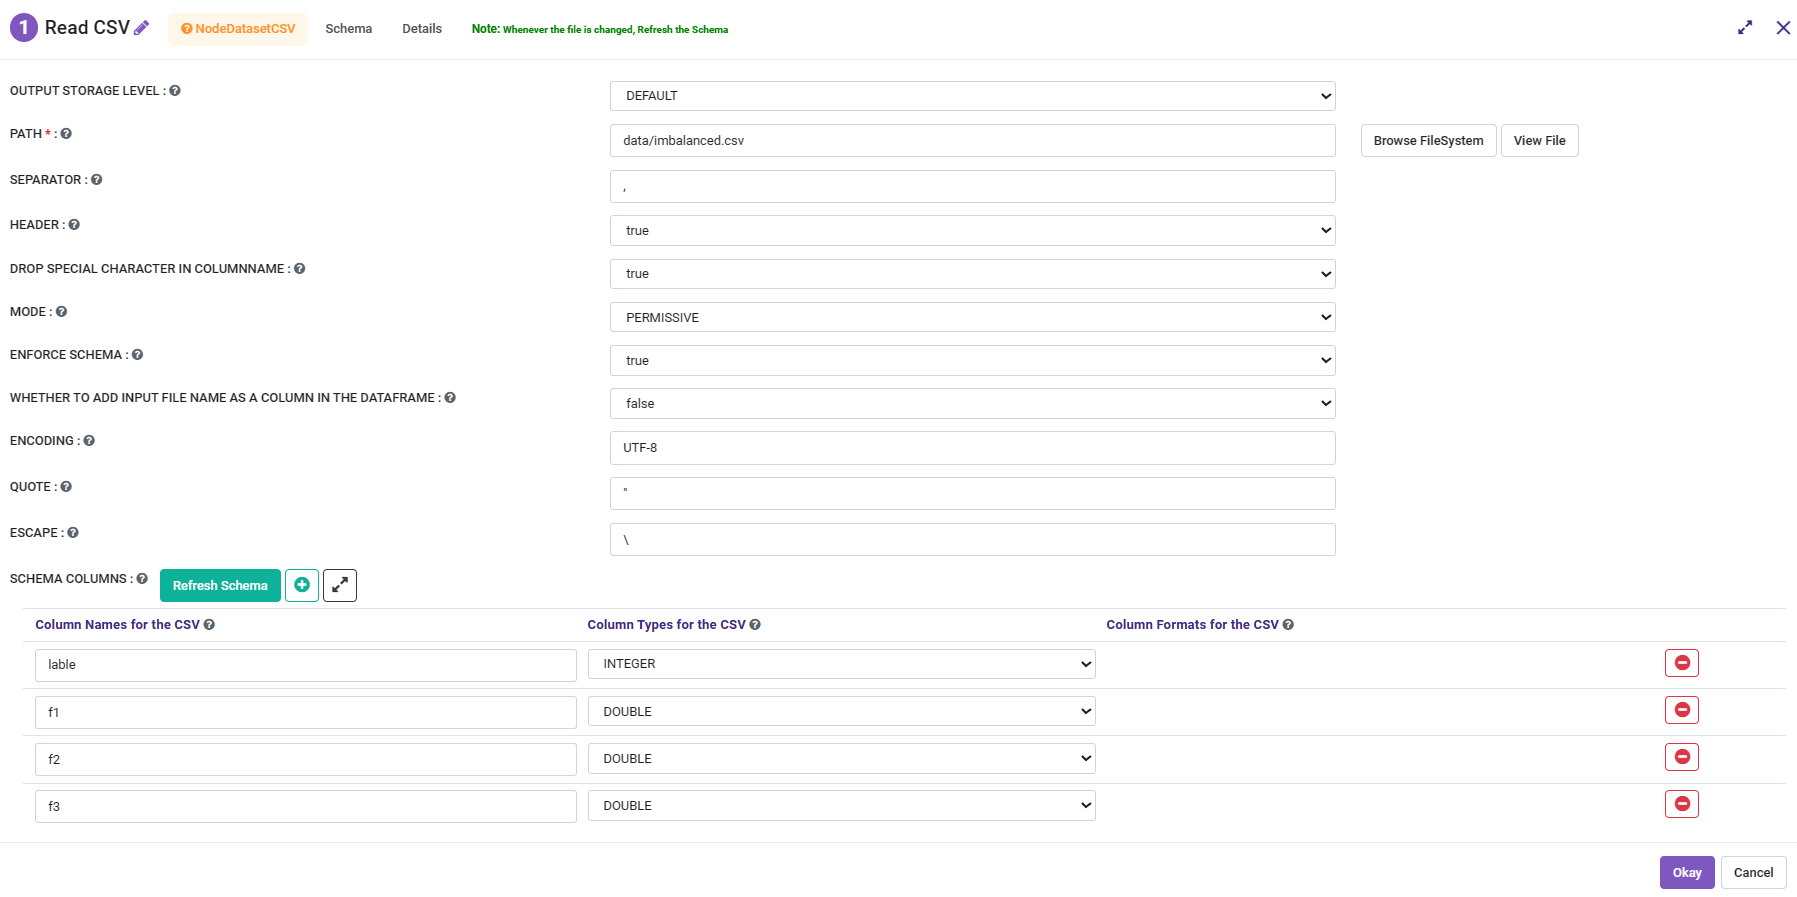 1 Read CSV NodeDatasetCSV Schema Details Note: Whenever the file is changed, Refresh the Schema
OUTPUT STORAGE LEVEL : DEFAULT
PATH * : data/imbalanced.csv Browse FileSystem View File
SEPARATOR : ,
HEADER : true
DROP SPECIAL CHARACTER IN COLUMNNAME : true
MODE : PERMISSIVE
ENFORCE SCHEMA : true
WHETHER TO ADD INPUT FILE NAME AS A COLUMN IN THE DATAFRAME : false
ENCODING : UTF-8
QUOTE : "
ESCAPE : \
SCHEMA COLUMNS : Refresh Schema
Column Names for the CSV Column Types for the CSV Column Formats for the CSV
lable INTEGER
f1 DOUBLE
f2 DOUBLE
f3 DOUBLE
Okay Cancel